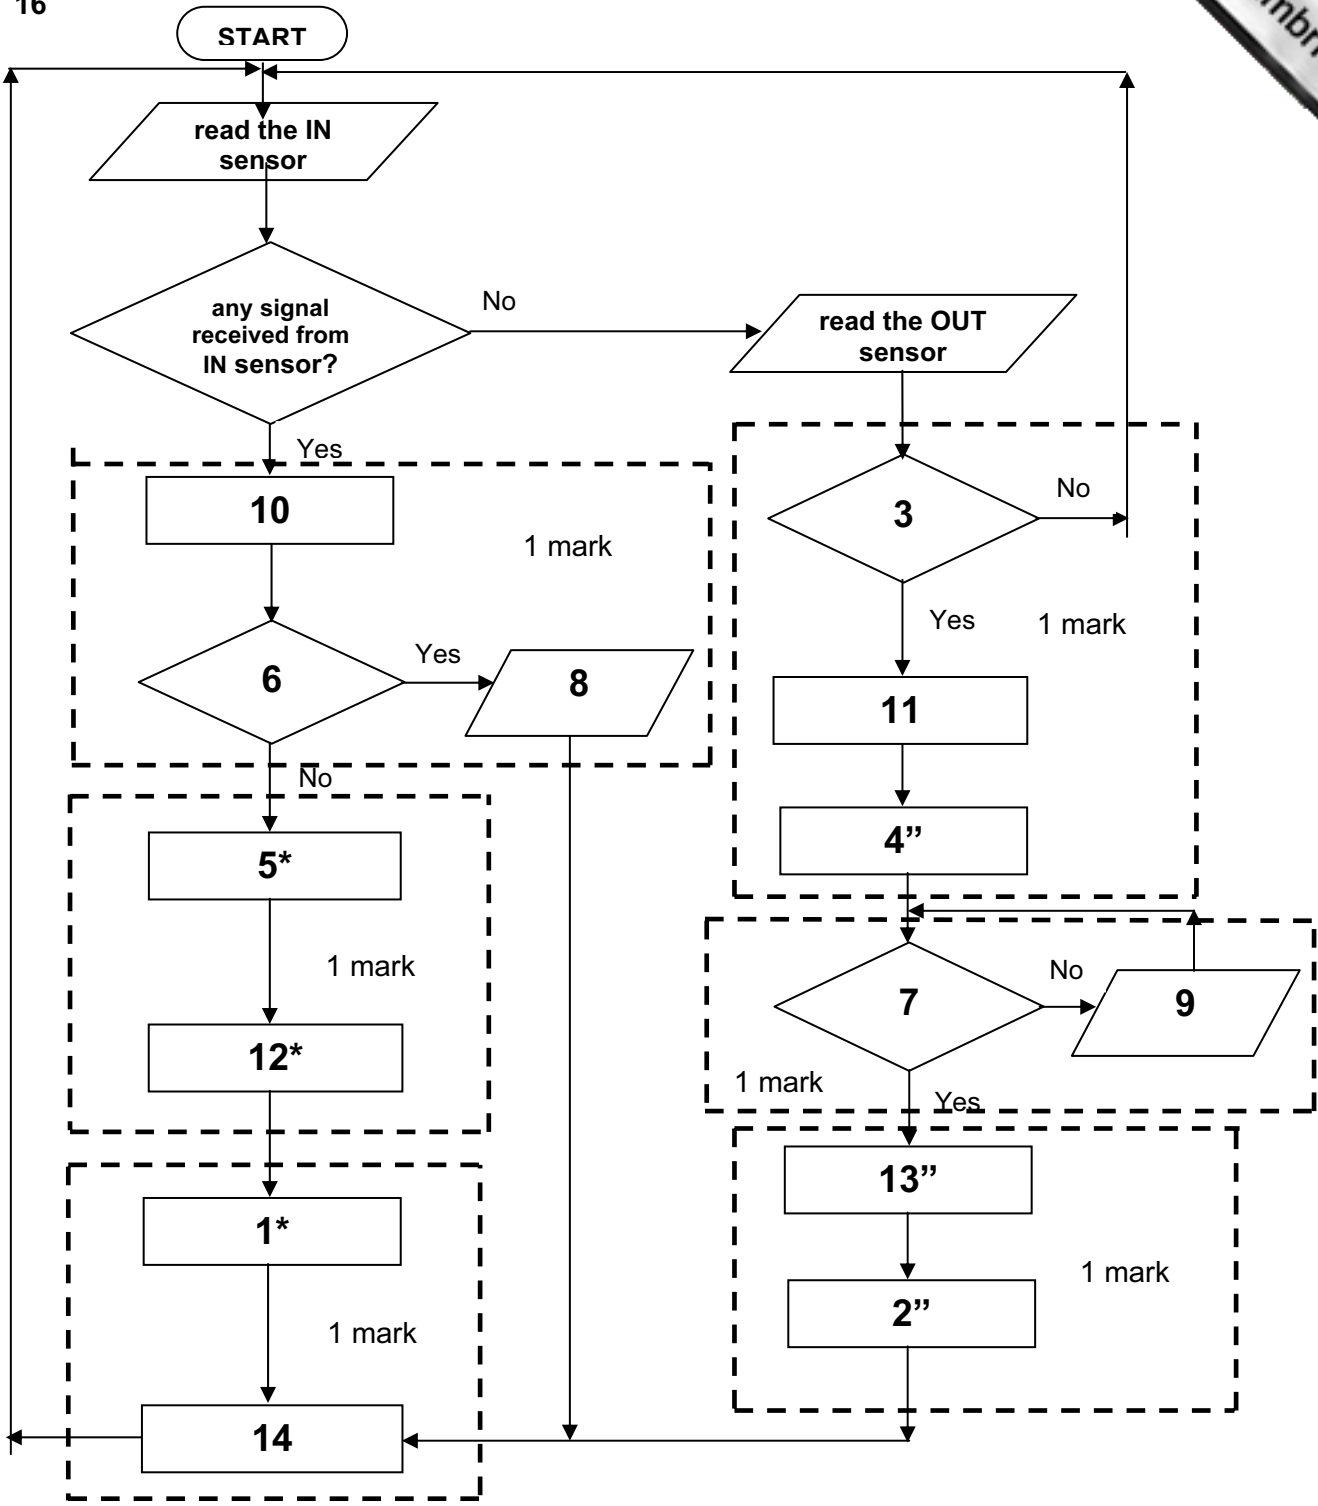 16
START
read the IN
sensor
any signal
received from
IN sensor?
No
read the OUT
sensor
Yes
10
1 mark
6
Yes
8
No
3
No
Yes
1 mark
11
4”
5*
1 mark
12*
7
No
9
1 mark
Yes
1*
1 mark
14
13”
1 mark
2”